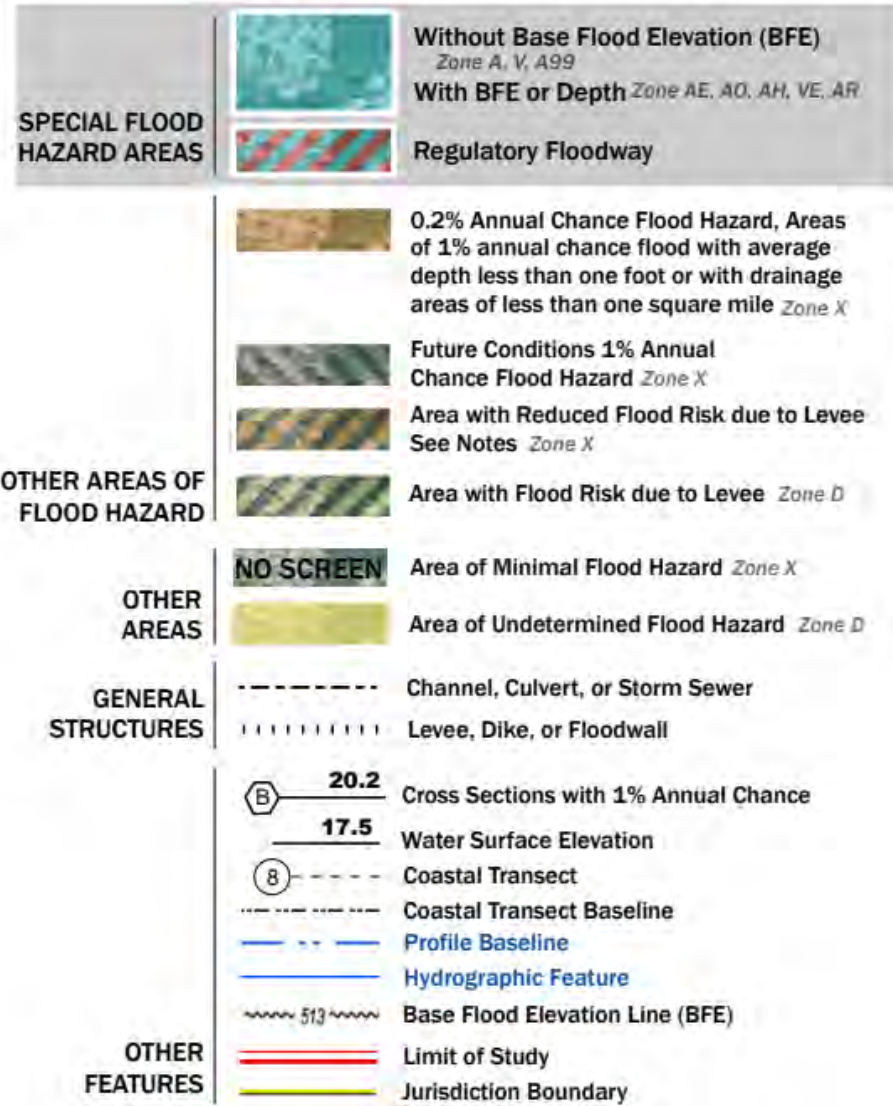 SPECIAL FLOOD
HAZARD AREAS
Without Base Flood Elevation (BFE)
Zone A, V, A99
With BFE or Depth Zone AE, AO, AH, VE, AR
Regulatory Floodway
OTHER AREAS OF
FLOOD HAZARD
0.2% Annual Chance Flood Hazard, Areas
of 1% annual chance flood with average
depth less than one foot or with drainage
areas of less than one square mile Zone X
Future Conditions 1% Annual
Chance Flood Hazard Zone X
Area with Reduced Flood Risk due to Levee
See Notes Zone X
Area with Flood Risk due to Levee Zone D
OTHER
AREAS
NO SCREEN Area of Minimal Flood Hazard Zone X
Area of Undetermined Flood Hazard Zone D
GENERAL
STRUCTURES
Channel, Culvert, or Storm Sewer
Levee, Dike, or Floodwall
OTHER
FEATURES
B 20.2 Cross Sections with 1% Annual Chance
17.5 Water Surface Elevation
8 Coastal Transect
Coastal Transect Baseline
Profile Baseline
Hydrographic Feature
513 Base Flood Elevation Line (BFE)
Limit of Study
Jurisdiction Boundary